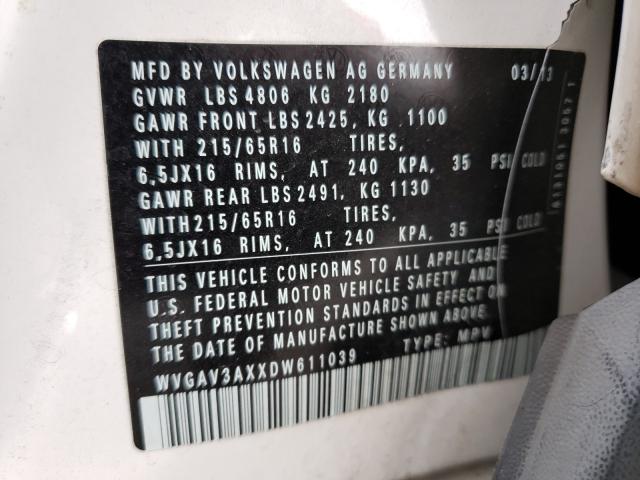 MFD BY VOLKSWAGEN AG GERMANY 03/13
GVWR LBS 4806 KG 2180
GAWR FRONT LBS 2425, KG 1100
WITH 215/65R16 TIRES,
6,5JX16 RIMS, AT 240 KPA, 35 PSI COLD
GAWR REAR LBS 2491, KG 1130
WITH 215/65R16 TIRES,
6,5JX16 RIMS, AT 240 KPA, 35 PSI COLD
THIS VEHICLE CONFORMS TO ALL APPLICABLE
U.S. FEDERAL MOTOR VEHICLE SAFETY AND
THEFT PREVENTION STANDARDS IN EFFECT ON
THE DATE OF MANUFACTURE SHOWN ABOVE.
WVGAV3AXXDW611039 TYPE: MPV